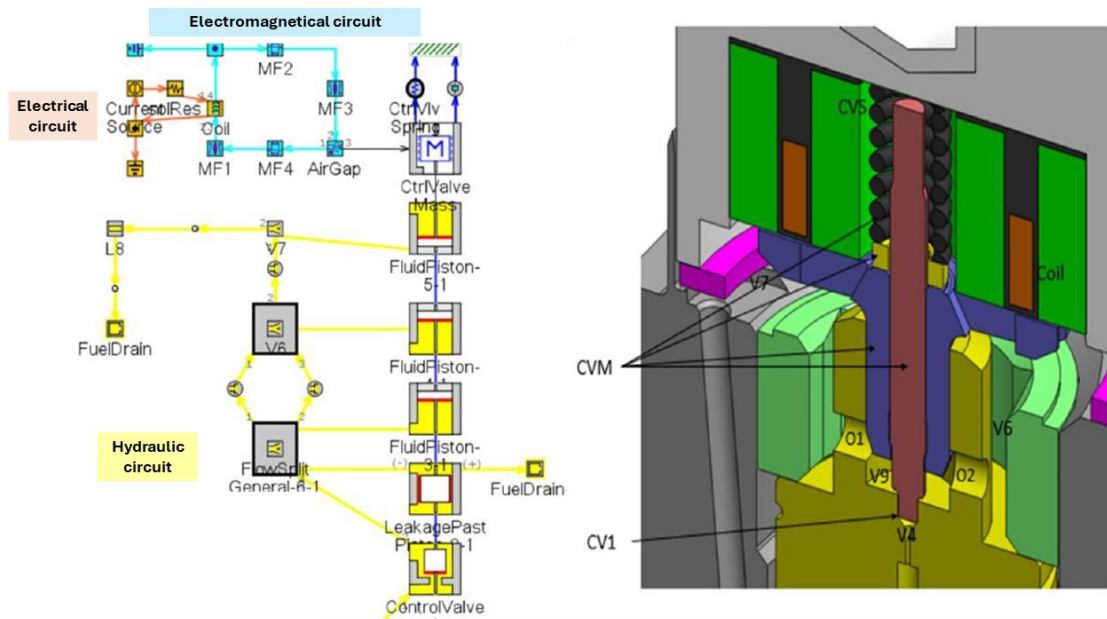 Electromagnetical circuit
Electrical
circuit
MF2
Current
Source
Coil
MF3
CtrlVlv
Spring
MF1
MF4
AirGap
M
CtrlValve
Mass
L8
V7
FluidPiston-
5-1
FuelDrain
V6
FluidPiston-
Hydraulic
circuit
FluidPiston-
3-1
FlowSplit
General-6-1
(-)
(+)
FuelDrain
LeakagePast
ControlValve
CVS
Coil
V7
CVM
V6
O1
V9
O2
CV1
V4